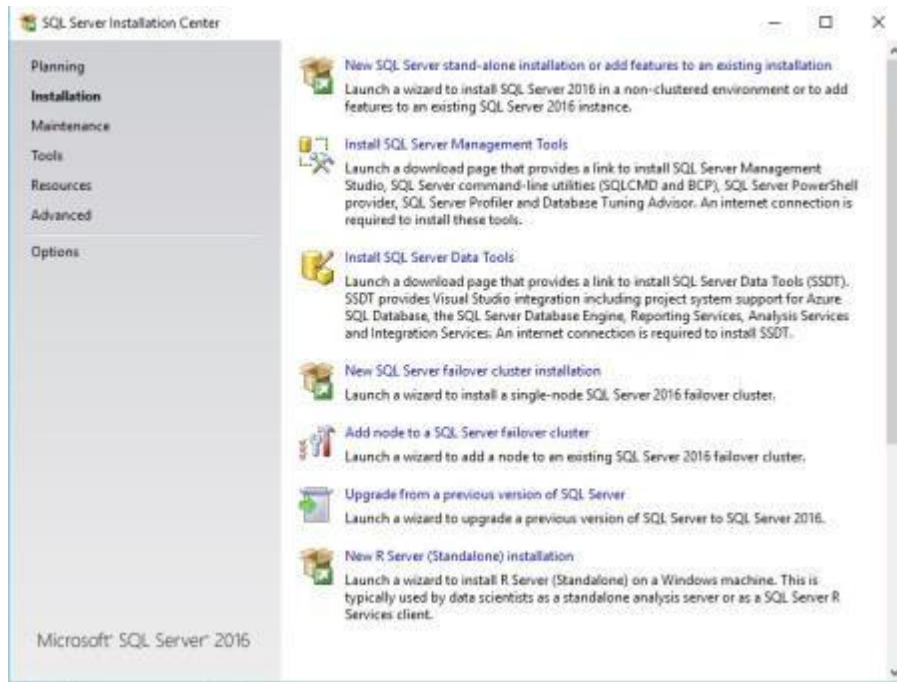 SQL Server Installation Center
Planning
Installation
Maintenance
Tools
Resources
Advanced
Options
Microsoft® SQL Server® 2016
New SQL Server stand-alone installation or add features to an existing installation
Launch a wizard to install SQL Server 2016 in a non-clustered environment or to add
features to an existing SQL Server 2016 instance.
Install SQL Server Management Tools
Launch a download page that provides a link to install SQL Server Management
Studio, SQL Server command-line utilities (SQLCMD and BCP), SQL Server PowerShell
provider, SQL Server Profiler and Database Tuning Advisor. An internet connection is
required to install these tools.
Install SQL Server Data Tools
Launch a download page that provides a link to install SQL Server Data Tools (SSDT).
SSDT provides Visual Studio integration including project system support for Azure
SQL Database, the SQL Server Database Engine, Reporting Services, Analysis Services
and Integration Services. An internet connection is required to install SSDT.
New SQL Server failover cluster installation
Launch a wizard to install a single-node SQL Server 2016 failover cluster.
Add node to a SQL Server failover cluster
Launch a wizard to add a node to an existing SQL Server 2016 failover cluster.
Upgrade from a previous version of SQL Server
Launch a wizard to upgrade a previous version of SQL Server to SQL Server 2016.
New R Server (Standalone) installation
Launch a wizard to install R Server (Standalone) on a Windows machine. This is
typically used by data scientists as a standalone analysis server or as a SQL Server R
Services client.